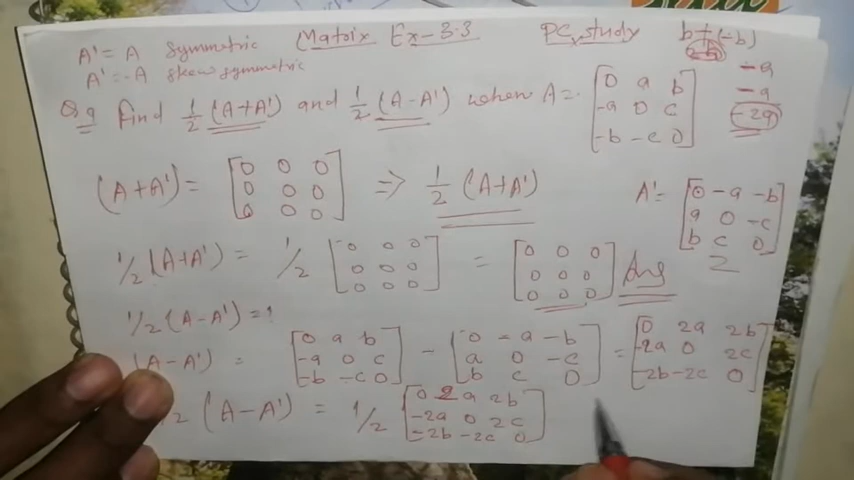 A' = A Symmetric Matrix Ex-3.3 PCxstudy b+(-b)
A' = -A skew symmetric -a
-a
-2a
Q.9 Find 1/2 (A+A') and 1/2 (A-A') when A = [0 a b
-a 0 c
-b -c 0]
(A+A') = [0 0 0
0 0 0
0 0 0] => 1/2 (A+A') A' = [0 -a -b
a 0 -c
b c 0]
1/2 (A+A') = 1/2 [0 0 0
0 0 0
0 0 0] = [0 0 0
0 0 0
0 0 0] Ans
1/2 (A-A') = ?
(A-A') = [0 a b
-a 0 c
-b -c 0] - [0 -a -b
a 0 -c
b c 0] = [0 2a 2b
-2a 0 2c
-2b -2c 0]
/2 (A-A') = 1/2 [0 2a 2b
-2a 0 2c
-2b -2c 0]